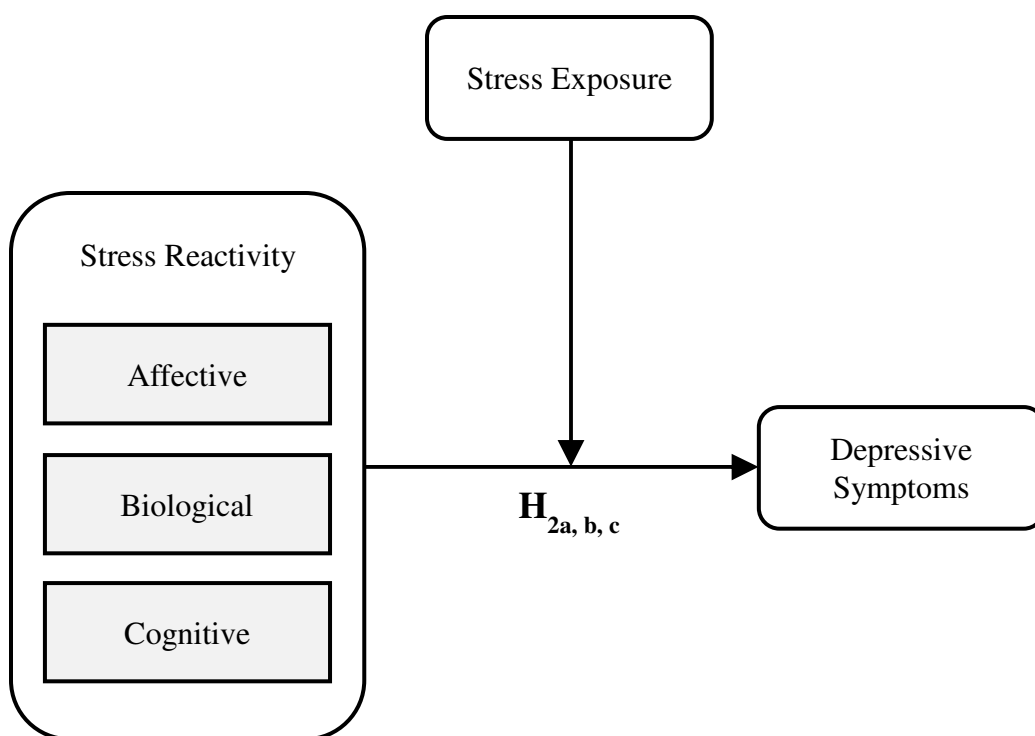 Stress Exposure
Stress Reactivity
Affective
Biological
Cognitive
H2a, b, c
Depressive
Symptoms